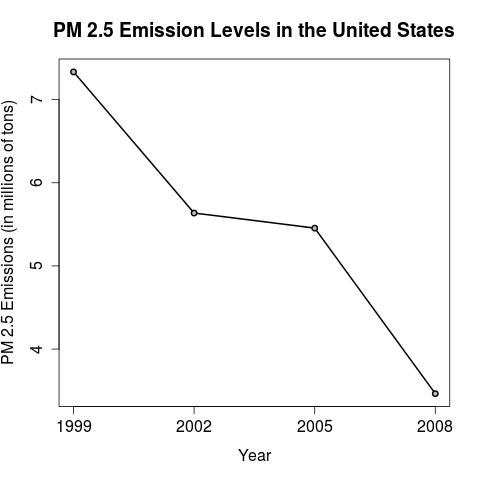 PM 2.5 Emission Levels in the United States
PM 2.5 Emissions (in millions of tons)
7
6
5
4
1999 2002 2005 2008
Year